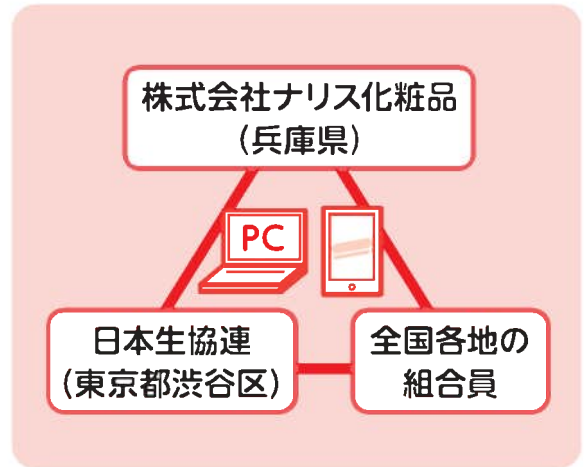 株式会社ナリス化粧品
(兵庫県)
PC
日本生協連
(東京都渋谷区)
全国各地の
組合員